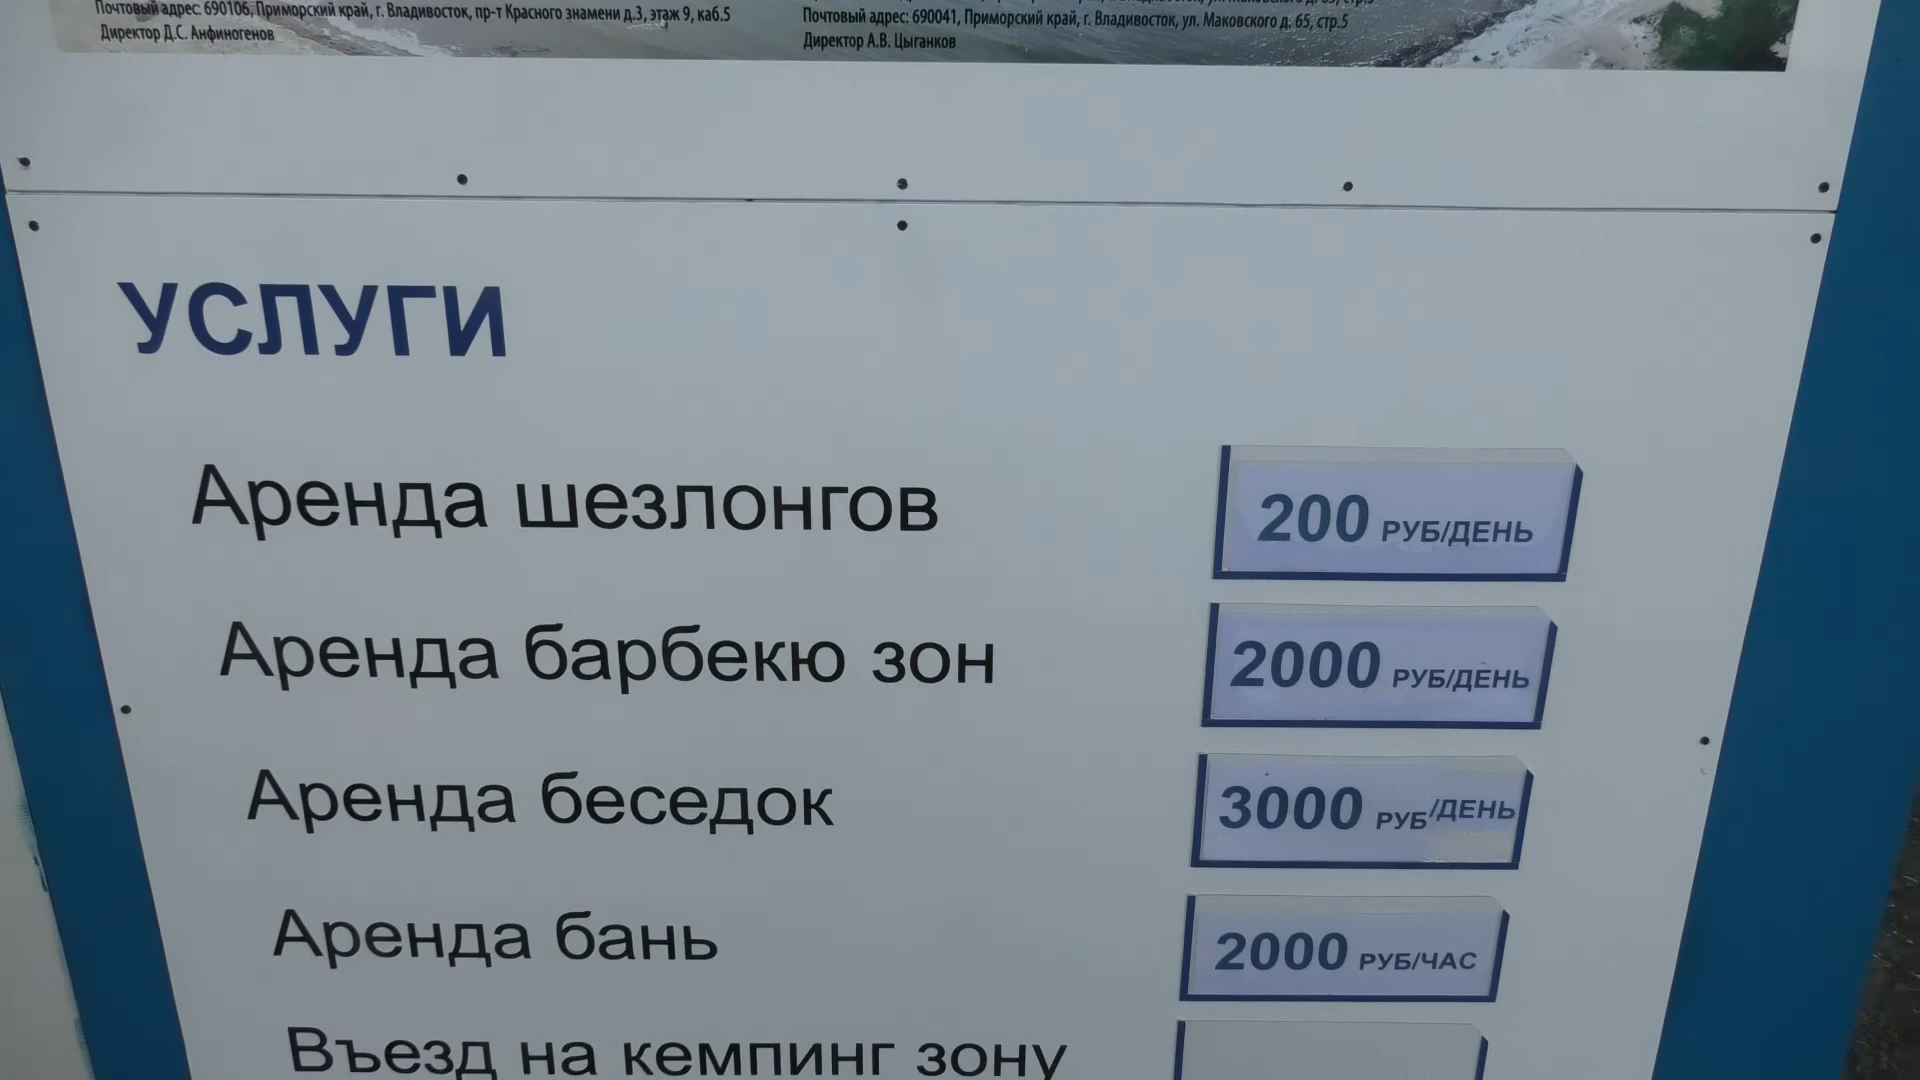 Почтовый адрес: 690106, Приморский край, г. Владивосток, пр-т Красного знамени д.3, этаж 9, каб.5
Директор Д.С. Анфиногенов
Почтовый адрес: 690041, Приморский край, г. Владивосток, ул. Маковского д. 65, стр.5
Директор А.В. Цыганков
УСЛУГИ
Аренда шезлонгов 200 РУБ/ДЕНЬ
Аренда барбекю зон 2000 РУБ/ДЕНЬ
Аренда беседок 3000 РУБ/ДЕНЬ
Аренда бань 2000 РУБ/ЧАС
Въезд на кемпинг зону